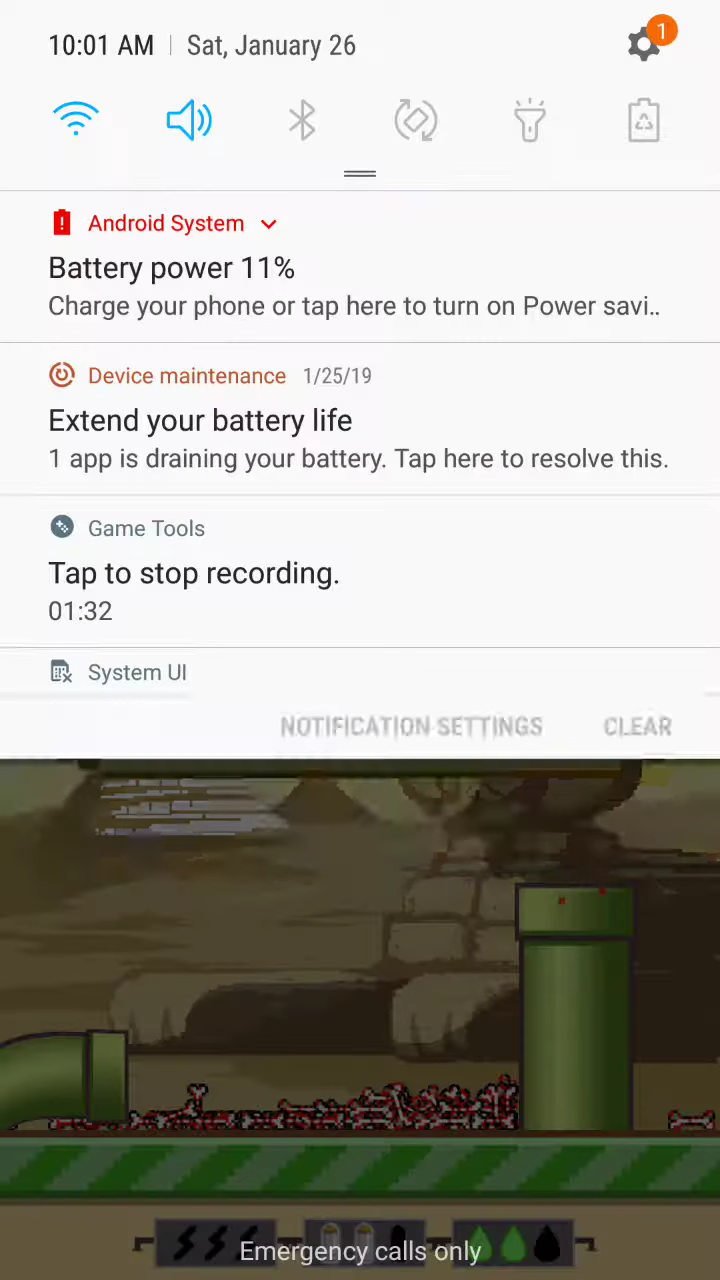 10:01 AM | Sat, January 26
1
Android System
Battery power 11%
Charge your phone or tap here to turn on Power savi..
Device maintenance 1/25/19
Extend your battery life
1 app is draining your battery. Tap here to resolve this.
Game Tools
Tap to stop recording.
01:32
System UI
NOTIFICATION SETTINGS CLEAR
Emergency calls only